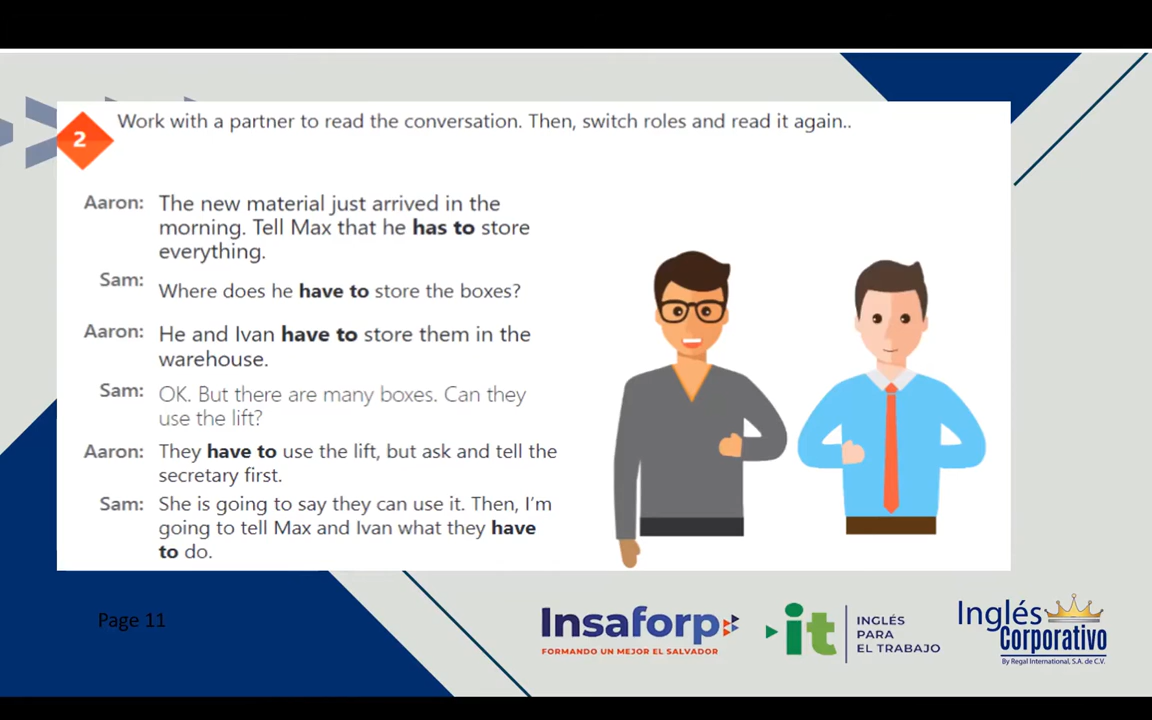 2
Work with a partner to read the conversation. Then, switch roles and read it again..
Aaron: The new material just arrived in the
morning. Tell Max that he has to store
everything.
Sam: Where does he have to store the boxes?
Aaron: He and Ivan have to store them in the
warehouse.
Sam: OK. But there are many boxes. Can they
use the lift?
Aaron: They have to use the lift, but ask and tell the
secretary first.
Sam: She is going to say they can use it. Then, I'm
going to tell Max and Ivan what they have
to do.
Page 11
Insaforp
FORMANDO UN MEJOR EL SALVADOR
it
INGLÉS
PARA
EL TRABAJO
Inglés
Corporativo
By Regal International, S.A. de C.V.